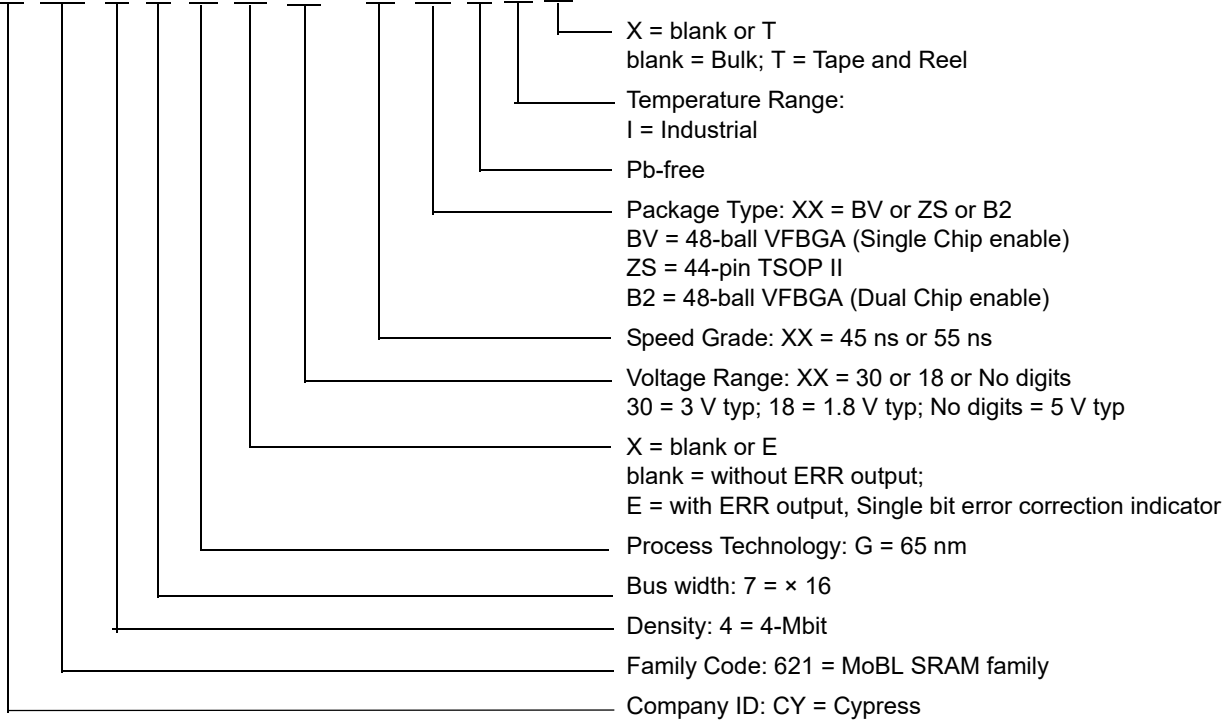 X = blank or T
blank = Bulk; T = Tape and Reel
Temperature Range:
I = Industrial
Pb-free
Package Type: XX = BV or ZS or B2
BV = 48-ball VFBGA (Single Chip enable)
ZS = 44-pin TSOP II
B2 = 48-ball VFBGA (Dual Chip enable)
Speed Grade: XX = 45 ns or 55 ns
Voltage Range: XX = 30 or 18 or No digits
30 = 3 V typ; 18 = 1.8 V typ; No digits = 5 V typ
X = blank or E
blank = without ERR output;
E = with ERR output, Single bit error correction indicator
Process Technology: G = 65 nm
Bus width: 7 = × 16
Density: 4 = 4-Mbit
Family Code: 621 = MoBL SRAM family
Company ID: CY = Cypress